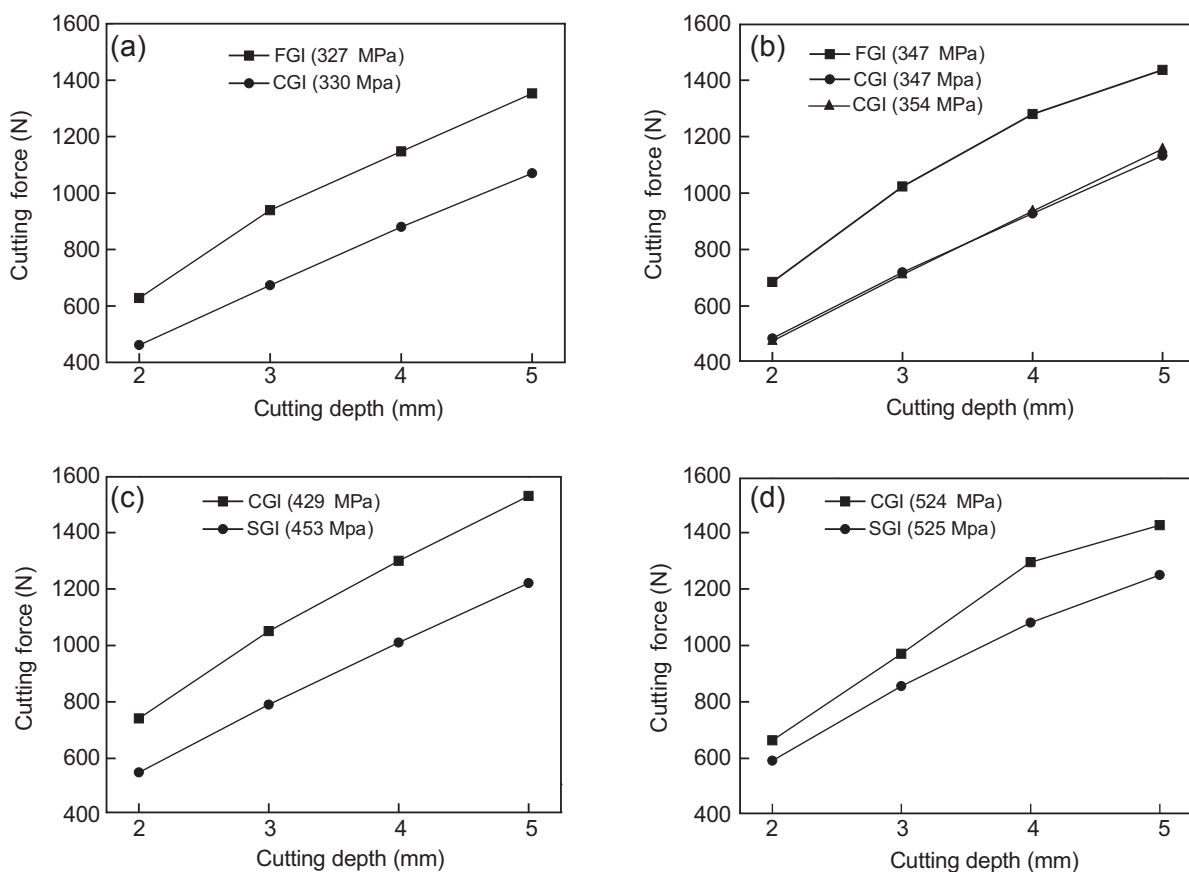 (a)
FGI (327 MPa)
CGI (330 Mpa)
1600
1400
1200
1000
800
600
400
Cutting force (N)
2 3 4 5
Cutting depth (mm)
(b)
FGI (347 MPa)
CGI (347 Mpa)
CGI (354 MPa)
1600
1400
1200
1000
800
600
400
Cutting force (N)
2 3 4 5
Cutting depth (mm)
(c)
CGI (429 MPa)
SGI (453 Mpa)
1600
1400
1200
1000
800
600
400
Cutting force (N)
2 3 4 5
Cutting depth (mm)
(d)
CGI (524 MPa)
SGI (525 Mpa)
1600
1400
1200
1000
800
600
400
Cutting force (N)
2 3 4 5
Cutting depth (mm)